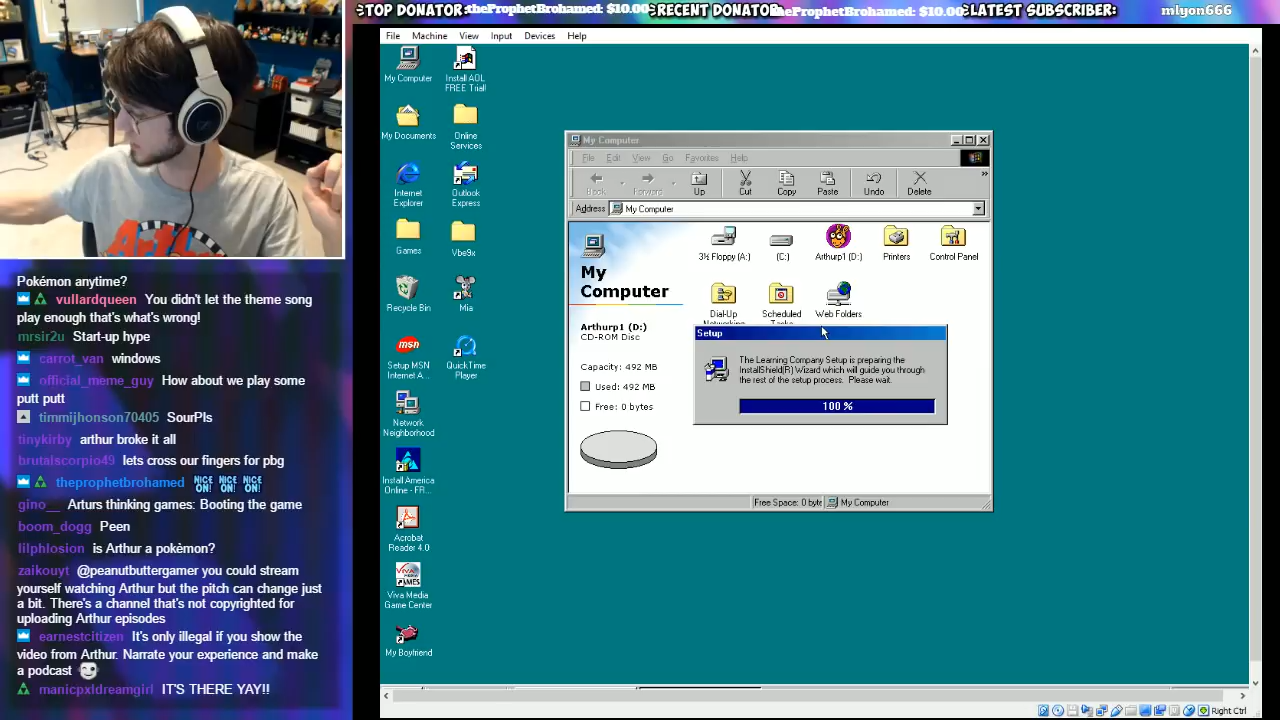 TOP DONATOR: theProphetBrohamed: $10.00 RECENT DONATOR: theProphetBrohamed: $10.00 LATEST SUBSCRIBER: mlyon666
File Machine View Input Devices Help
My Computer
Install AOL
FREE Trial!
My Documents
Online
Services
Internet
Explorer
Outlook
Express
Games
Vbe9x
Recycle Bin
Mia
msn
Setup MSN
Internet A...
QuickTime
Player
Network
Neighborhood
Install America
Online - FR...
Acrobat
Reader 4.0
VIVA
MEDIA
GAMES
Viva Media
Game Center
My Boyfriend
My Computer
File Edit View Go Favorites Help
Back Forward Up Cut Copy Paste Undo Delete
Address My Computer
My
Computer
Arthurp1 (D:)
CD-ROM Disc
Capacity: 492 MB
Used: 492 MB
Free: 0 bytes
3½ Floppy (A:) (C:) Arthurp1 (D:) Printers Control Panel
Dial-Up
Networking
Scheduled
Tasks
Web Folders
Setup
The Learning Company Setup is preparing the
InstallShield(R) Wizard which will guide you through
the rest of the setup process. Please wait.
100 %
Free Space: 0 byte My Computer
Right Ctrl
Pokémon anytime?
vullardqueen You didn't let the theme song
play enough that's what's wrong!
mrsir2u Start-up hype
carrot_van windows
official_meme_guy How about we play some
putt putt
timmijhonson70405 SourPls
tinykirby arthur broke it all
brutalscorpio49 lets cross our fingers for pbg
theprophetbrohamed NICE ON! NICE ON! NICE ON!
gino__ Arturs thinking games: Booting the game
boom_dogg Peen
lilphlosion is Arthur a pokèmon?
zaikouyt @peanutbuttergamer you could stream
yourself watching Arthur but the pitch can change just
a bit. There's a channel that's not copyrighted for
uploading Arthur episodes
earnestcitizen It's only illegal if you show the
video from Arthur. Narrate your experience and make
a podcast
manicpxldreamgirl IT'S THERE YAY!!